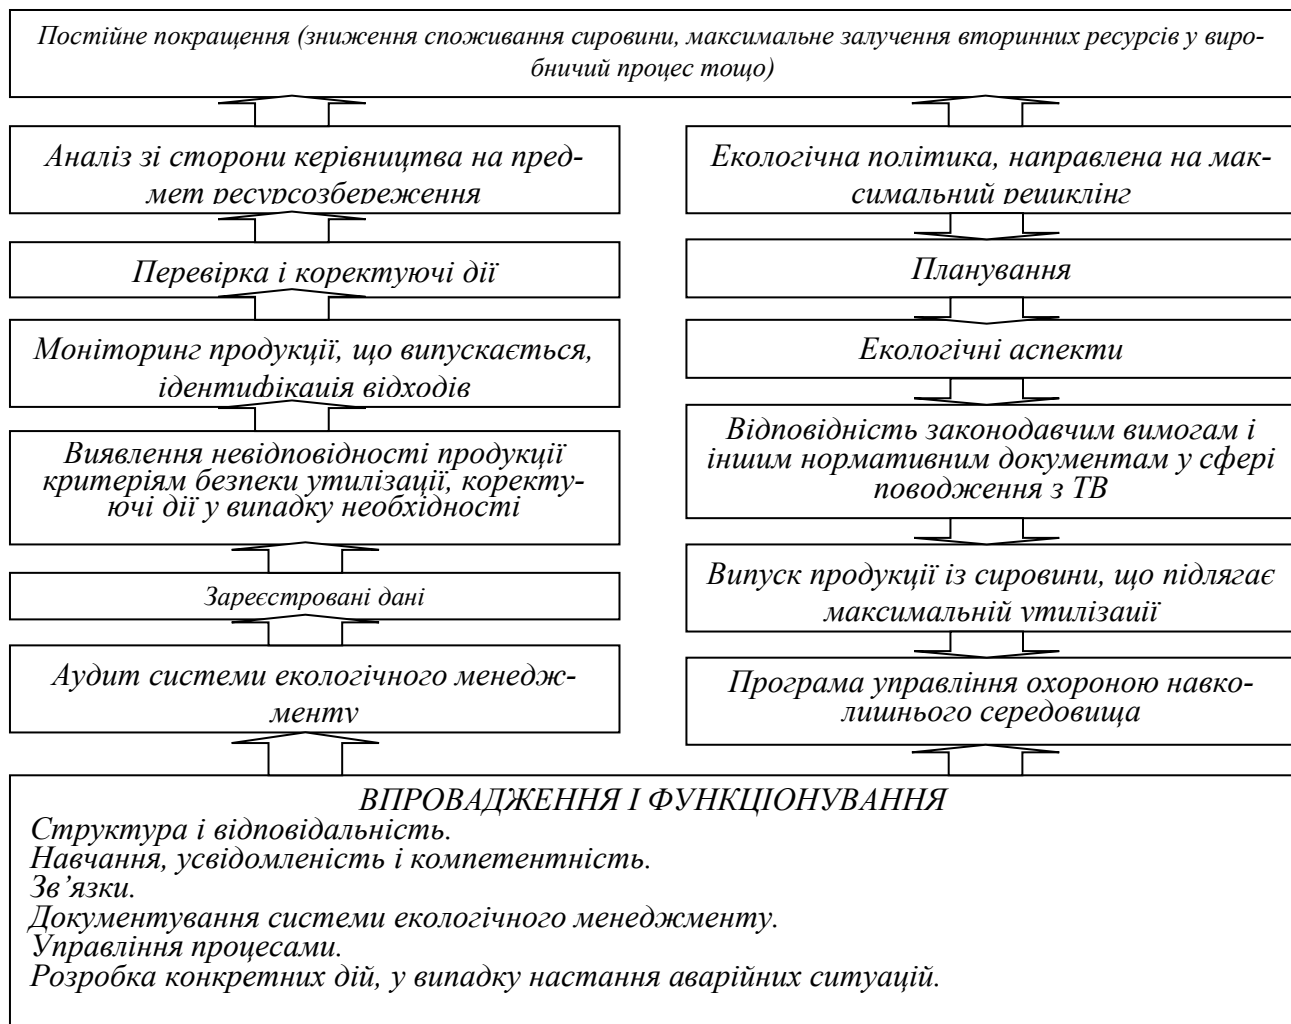 Постійне покращення (зниження споживання сировини, максимальне залучення вторинних ресурсів у виро-
бничий процес тощо)
Аналіз зі сторони керівництва на пред-
мет ресурсозбереження
Перевірка і коректуючі дії
Моніторинг продукції, що випускається,
ідентифікація відходів
Виявлення невідповідності продукції
критеріям безпеки утилізації, коректу-
ючі дії у випадку необхідності
Зареєстровані дані
Аудит системи екологічного менедж-
менту
Екологічна політика, направлена на мак-
симальний рециклінг
Планування
Екологічні аспекти
Відповідність законодавчим вимогам і
іншим нормативним документам у сфері
поводження з ТВ
Випуск продукції із сировини, що підлягає
максимальній утилізації
Програма управління охороною навко-
лишнього середовища
ВПРОВАДЖЕННЯ І ФУНКЦІОНУВАННЯ
Структура і відповідальність.
Навчання, усвідомленість і компетентність.
Зв’язки.
Документування системи екологічного менеджменту.
Управління процесами.
Розробка конкретних дій, у випадку настання аварійних ситуацій.